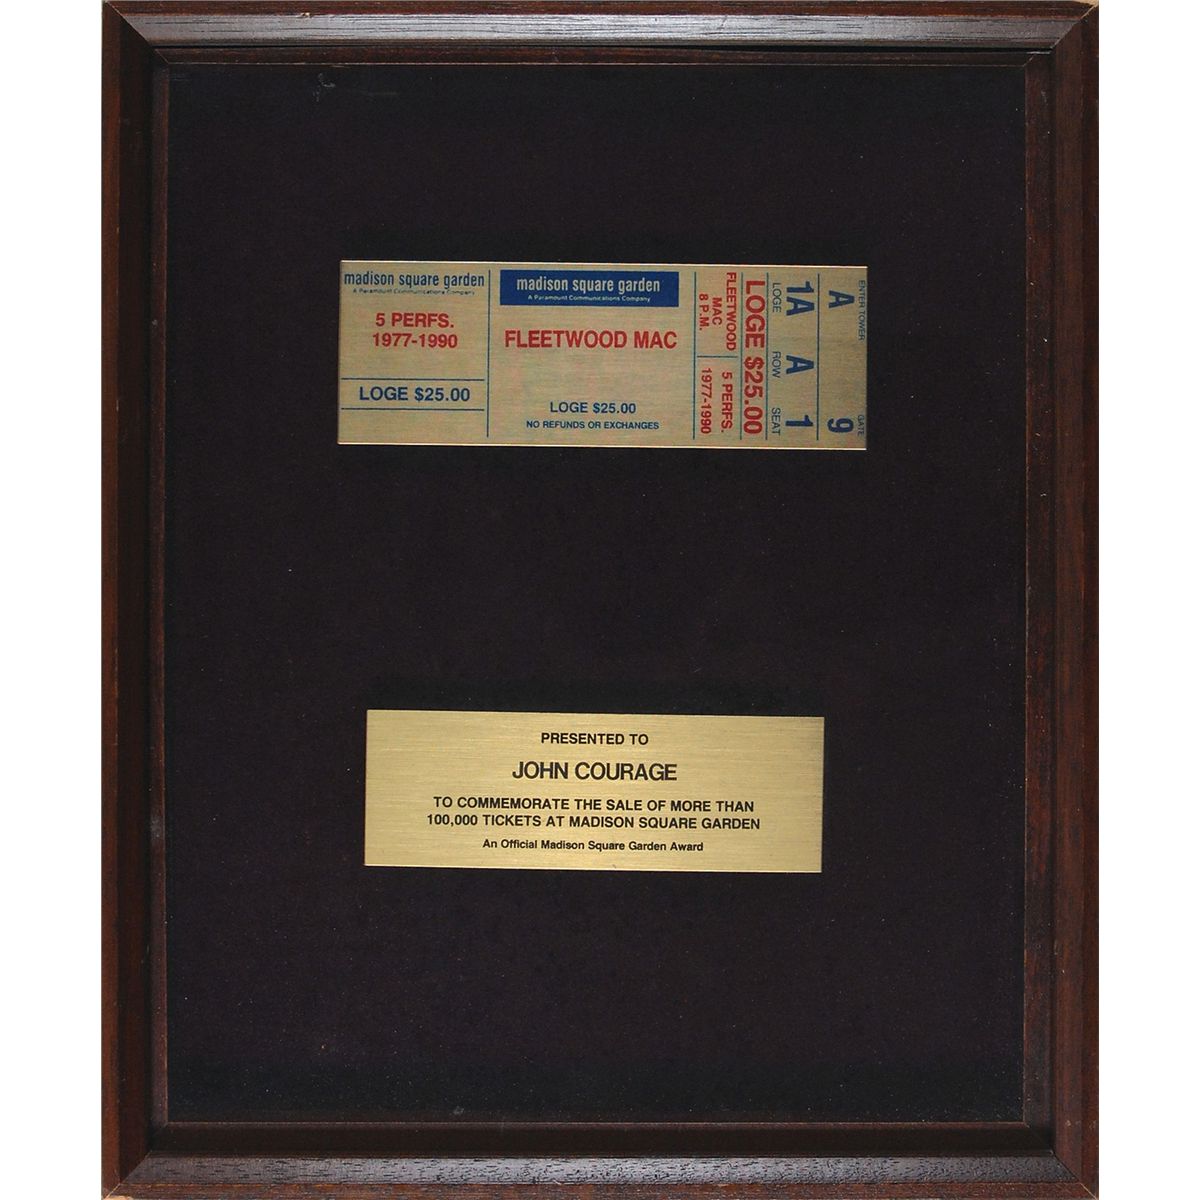 madison square garden
A Paramount Communications Company
5 PERFS.
1977-1990
LOGE $25.00
madison square garden
A Paramount Communications Company
FLEETWOOD MAC
LOGE $25.00
NO REFUNDS OR EXCHANGES
FLEETWOOD
MAC
8 P.M.
5 PERFS.
1977-1990
LOGE $25.00
1A A 1
LOGE ROW SEAT
A 9
ENTER TOWER GATE
PRESENTED TO
JOHN COURAGE
TO COMMEMORATE THE SALE OF MORE THAN
100,000 TICKETS AT MADISON SQUARE GARDEN
An Official Madison Square Garden Award